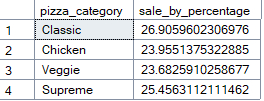 pizza_category sale_by_percentage
1 Classic 26.9059602306976
2 Chicken 23.9551375322885
3 Veggie 23.6825910258677
4 Supreme 25.4563112111462